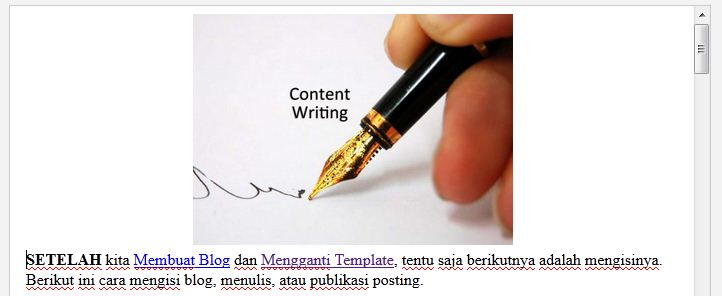 Content
Writing
SETELAH kita Membuat Blog dan Mengganti Template, tentu saja berikutnya adalah mengisinya.
Berikut ini cara mengisi blog, menulis, atau publikasi posting.